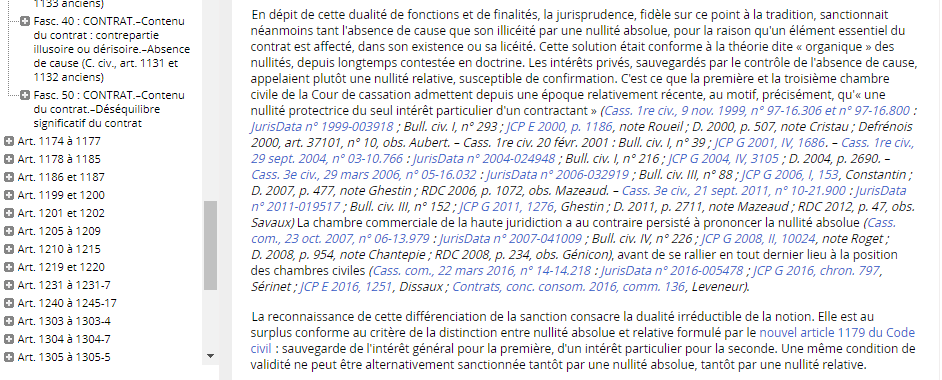 1133 anciens)
Fasc. 40 : CONTRAT.–Contenu
du contrat : contrepartie
illusoire ou dérisoire.–Absence
de cause (C. civ., art. 1131 et
1132 anciens)
Fasc. 50 : CONTRAT.–Contenu
du contrat.–Déséquilibre
significatif du contrat
Art. 1174 à 1177
Art. 1178 à 1185
Art. 1186 et 1187
Art. 1199 et 1200
Art. 1201 et 1202
Art. 1205 à 1209
Art. 1210 à 1215
Art. 1219 et 1220
Art. 1231 à 1231-7
Art. 1240 à 1245-17
Art. 1303 à 1303-4
Art. 1304 à 1304-7
Art. 1305 à 1305-5
En dépit de cette dualité de fonctions et de finalités, la jurisprudence, fidèle sur ce point à la tradition, sanctionnait
néanmoins tant l'absence de cause que son illicéité par une nullité absolue, pour la raison qu'un élément essentiel du
contrat est affecté, dans son existence ou sa licéité. Cette solution était conforme à la théorie dite « organique » des
nullités, depuis longtemps contestée en doctrine. Les intérêts privés, sauvegardés par le contrôle de l'absence de cause,
appelaient plutôt une nullité relative, susceptible de confirmation. C'est ce que la première et la troisième chambre
civile de la Cour de cassation admettent depuis une époque relativement récente, au motif, précisément, qu'« une
nullité protectrice du seul intérêt particulier d'un contractant » (Cass. 1re civ., 9 nov. 1999, n° 97-16.306 et n° 97-16.800 :
JurisData n° 1999-003918 ; Bull. civ. I, n° 293 ; JCP E 2000, p. 1186, note Roueil ; D. 2000, p. 507, note Cristau ; Defrénois
2000, art. 37101, n° 10, obs. Aubert. – Cass. 1re civ. 20 févr. 2001 : Bull. civ. I, n° 39 ; JCP G 2001, IV, 1686. – Cass. 1re civ.,
29 sept. 2004, n° 03-10.766 : JurisData n° 2004-024948 ; Bull. civ. I, n° 216 ; JCP G 2004, IV, 3105 ; D. 2004, p. 2690. –
Cass. 3e civ., 29 mars 2006, n° 05-16.032 : JurisData n° 2006-032919 ; Bull. civ. III, n° 88 ; JCP G 2006, I, 153, Constantin ;
D. 2007, p. 477, note Ghestin ; RDC 2006, p. 1072, obs. Mazeaud. – Cass. 3e civ., 21 sept. 2011, n° 10-21.900 : JurisData
n° 2011-019517 ; Bull. civ. III, n° 152 ; JCP G 2011, 1276, Ghestin ; D. 2011, p. 2711, note Mazeaud ; RDC 2012, p. 47, obs.
Savaux) La chambre commerciale de la haute juridiction a au contraire persisté à prononcer la nullité absolue (Cass.
com., 23 oct. 2007, n° 06-13.979 : JurisData n° 2007-041009 ; Bull. civ. IV, n° 226 ; JCP G 2008, II, 10024, note Roget ;
D. 2008, p. 954, note Chantepie ; RDC 2008, p. 234, obs. Génicon), avant de se rallier en tout dernier lieu à la position
des chambres civiles (Cass. com., 22 mars 2016, n° 14-14.218 : JurisData n° 2016-005478 ; JCP G 2016, chron. 797,
Sérinet ; JCP E 2016, 1251, Dissaux ; Contrats, conc. consom. 2016, comm. 136, Leveneur).
La reconnaissance de cette différenciation de la sanction consacre la dualité irréductible de la notion. Elle est au
surplus conforme au critère de la distinction entre nullité absolue et relative formulé par le nouvel article 1179 du Code
civil : sauvegarde de l'intérêt général pour la première, d'un intérêt particulier pour la seconde. Une même condition de
validité ne peut être alternativement sanctionnée tantôt par une nullité absolue, tantôt par une nullité relative.